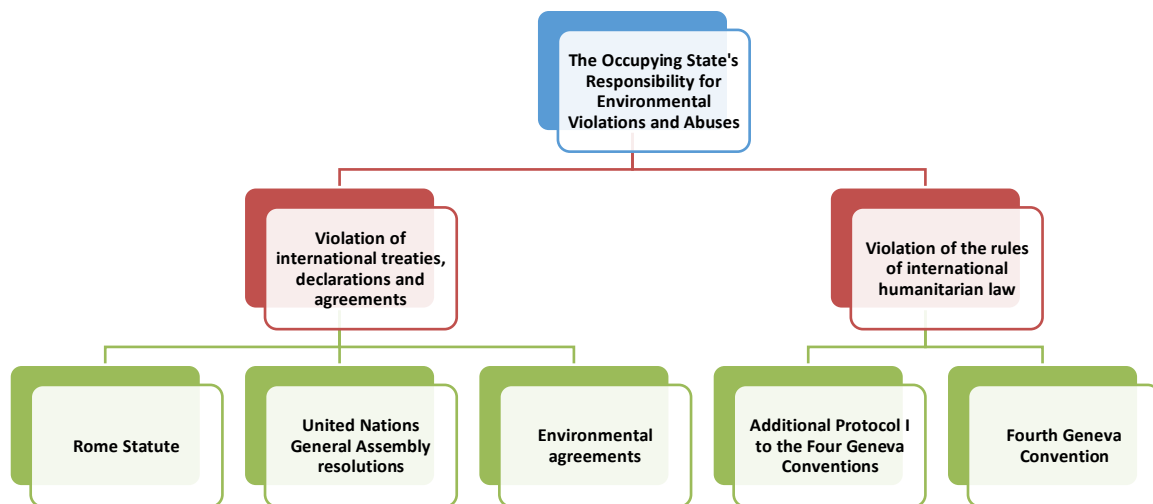 The Occupying State's
Responsibility for
Environmental
Violations and Abuses
Violation of
international treaties,
declarations and
agreements
Violation of the rules
of international
humanitarian law
Rome Statute
United Nations
General Assembly
resolutions
Environmental
agreements
Additional Protocol I
to the Four Geneva
Conventions
Fourth Geneva
Convention